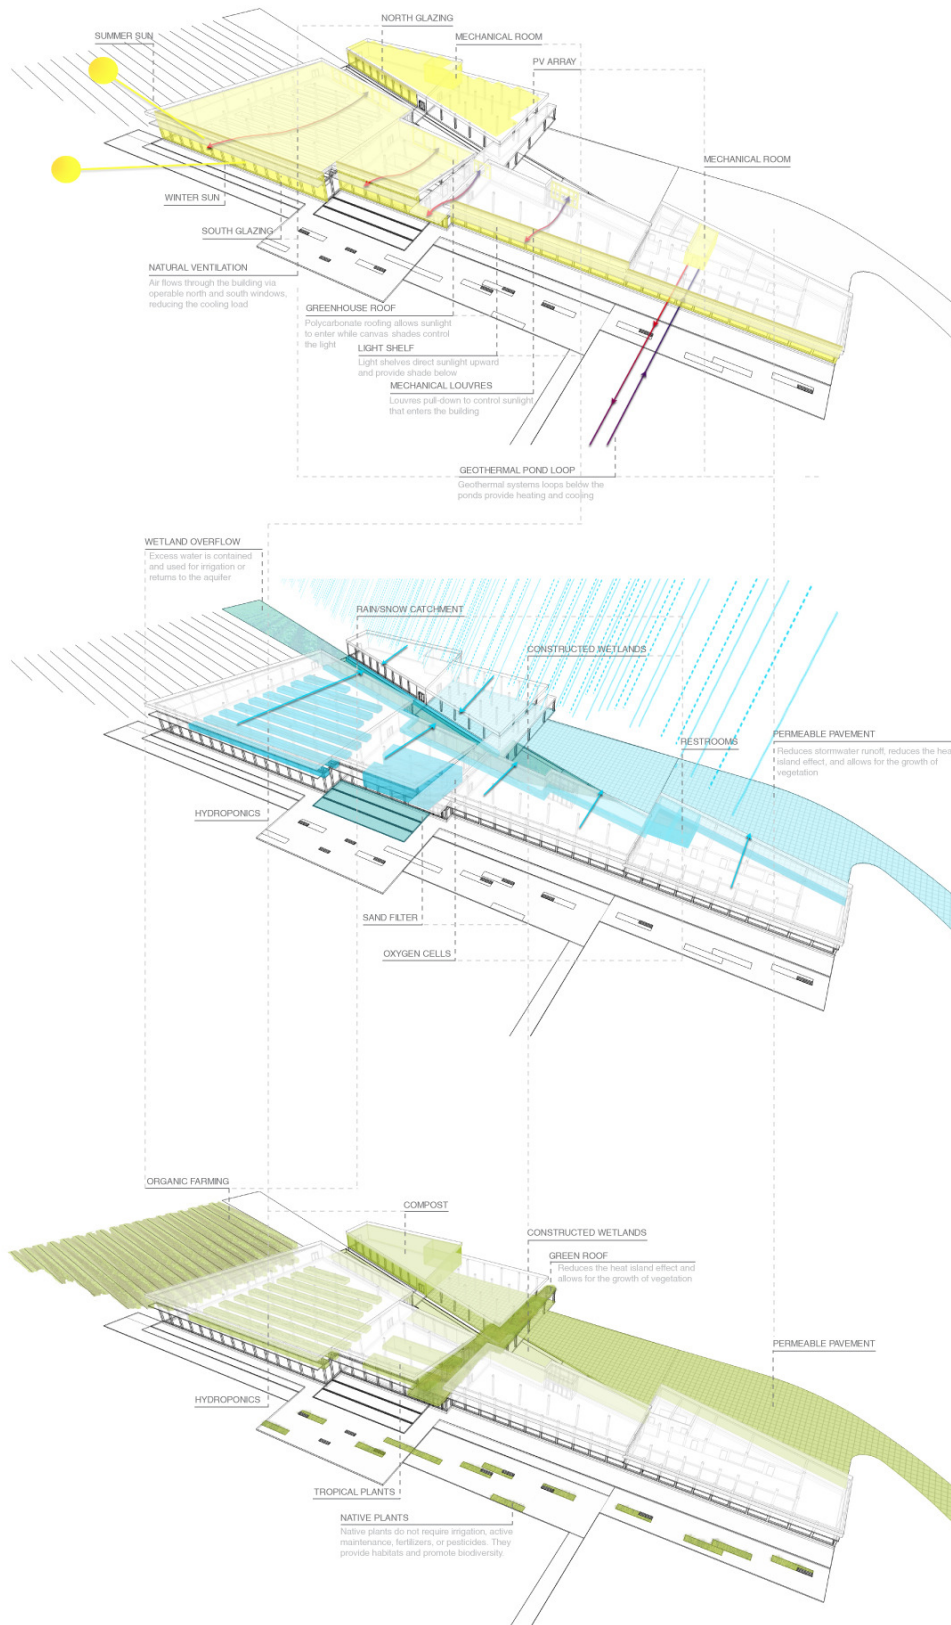 NORTH GLAZING
SUMMER SUN
MECHANICAL ROOM
PV ARRAY
MECHANICAL ROOM
WINTER SUN
SOUTH GLAZING
NATURAL VENTILATION
Air flows through the building via
operable north and south windows,
reducing the cooling load
GREENHOUSE ROOF
Polycarbonate roofing allows sunlight
to enter while canvas shades control
the light
LIGHT SHELF
Light shelves direct sunlight upward
and provide shade below
MECHANICAL LOUVRES
Louvres pull-down to control sunlight
that enters the building
GEOTHERMAL POND LOOP
Geothermal systems loops below the
ponds provide heating and cooling
WETLAND OVERFLOW
Excess water is contained
and used for irrigation or
returns to the aquifer
RAIN/SNOW CATCHMENT
CONSTRUCTED WETLANDS
RESTROOMS
PERMEABLE PAVEMENT
Reduces stormwater runoff, reduces the hea
island effect, and allows for the growth of
vegetation
HYDROPONICS
SAND FILTER
OXYGEN CELLS
ORGANIC FARMING
COMPOST
CONSTRUCTED WETLANDS
GREEN ROOF
Reduces the heat island effect and
allows for the growth of vegetation
PERMEABLE PAVEMENT
HYDROPONICS
TROPICAL PLANTS
NATIVE PLANTS
Native plants do not require irrigation, active
maintenance, fertilizers, or pesticides. They
provide habitats and promote biodiversity.